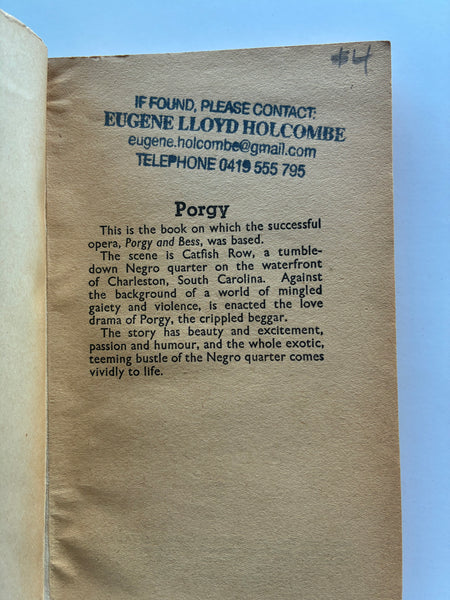 $4
IF FOUND, PLEASE CONTACT:
EUGENE LLOYD HOLCOMBE
eugene.holcombe@gmail.com
TELEPHONE 0419 555 795
Porgy
This is the book on which the successful
opera, Porgy and Bess, was based.
The scene is Catfish Row, a tumble-
down Negro quarter on the waterfront
of Charleston, South Carolina. Against
the background of a world of mingled
gaiety and violence, is enacted the love
drama of Porgy, the crippled beggar.
The story has beauty and excitement,
passion and humour, and the whole exotic,
teeming bustle of the Negro quarter comes
vividly to life.